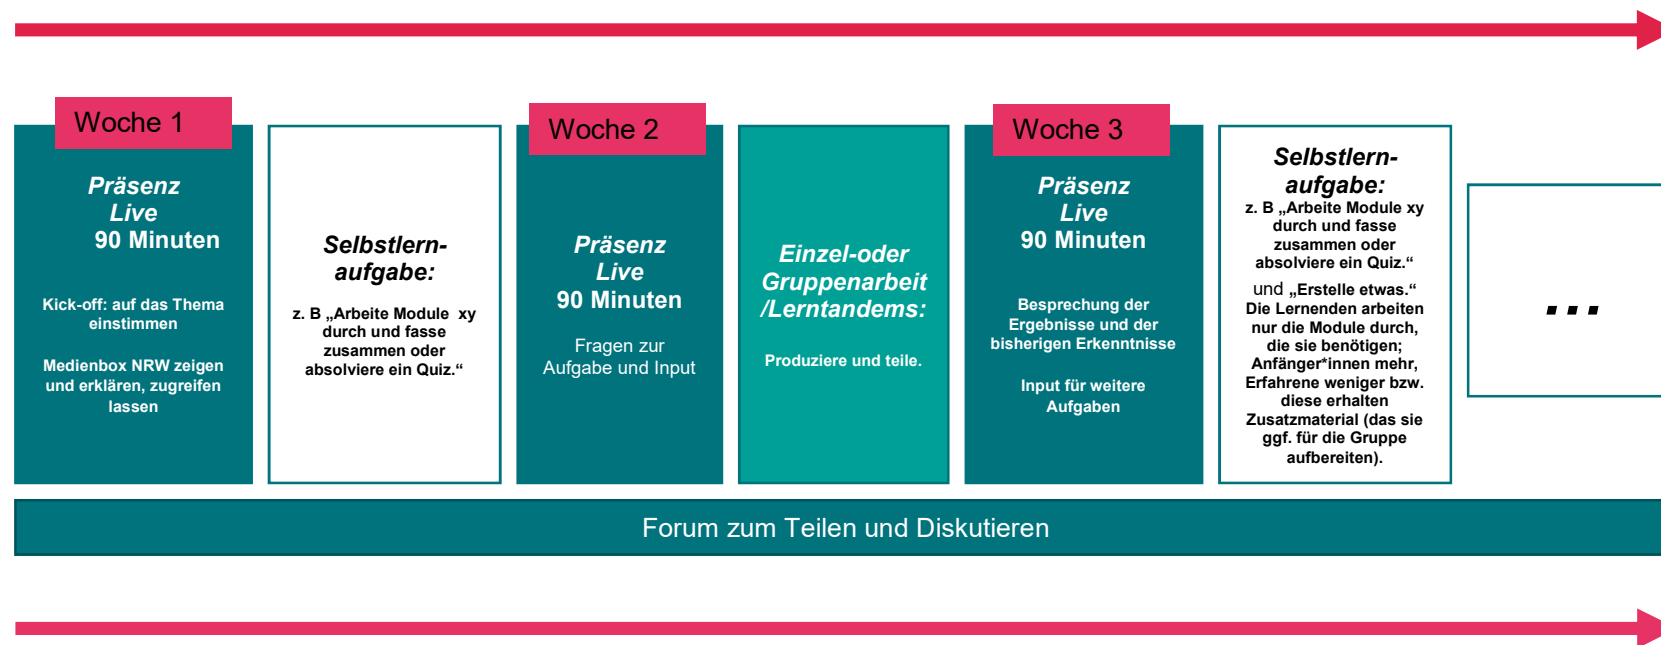 Woche 1
Präsenz
Live
90 Minuten
Kick-off: auf das Thema
einstimmen
Medienbox NRW zeigen
und erklären, zugreifen
lassen
Selbstlern-
aufgabe:
z. B „Arbeite Module xy
durch und fasse
zusammen oder
absolviere ein Quiz.“
Woche 2
Präsenz
Live
90 Minuten
Fragen zur
Aufgabe und Input
Einzel-oder
Gruppenarbeit
/Lerntandems:
Produziere und teile.
Woche 3
Präsenz
Live
90 Minuten
Besprechung der
Ergebnisse und der
bisherigen Erkenntnisse
Input für weitere
Aufgaben
Selbstlern-
aufgabe:
z. B „Arbeite Module xy
durch und fasse
zusammen oder
absolviere ein Quiz.“
und „Erstelle etwas.“
Die Lernenden arbeiten
nur die Module durch,
die sie benötigen;
Anfänger*innen mehr,
Erfahrene weniger bzw.
diese erhalten
Zusatzmaterial (das sie
ggf. für die Gruppe
aufbereiten).
...
Forum zum Teilen und Diskutieren